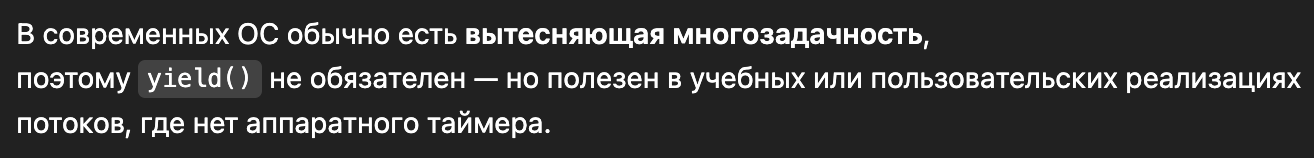 В современных ОС обычно есть вытесняющая многозадачность,
поэтому yield() не обязателен — но полезен в учебных или пользовательских реализациях
потоков, где нет аппаратного таймера.